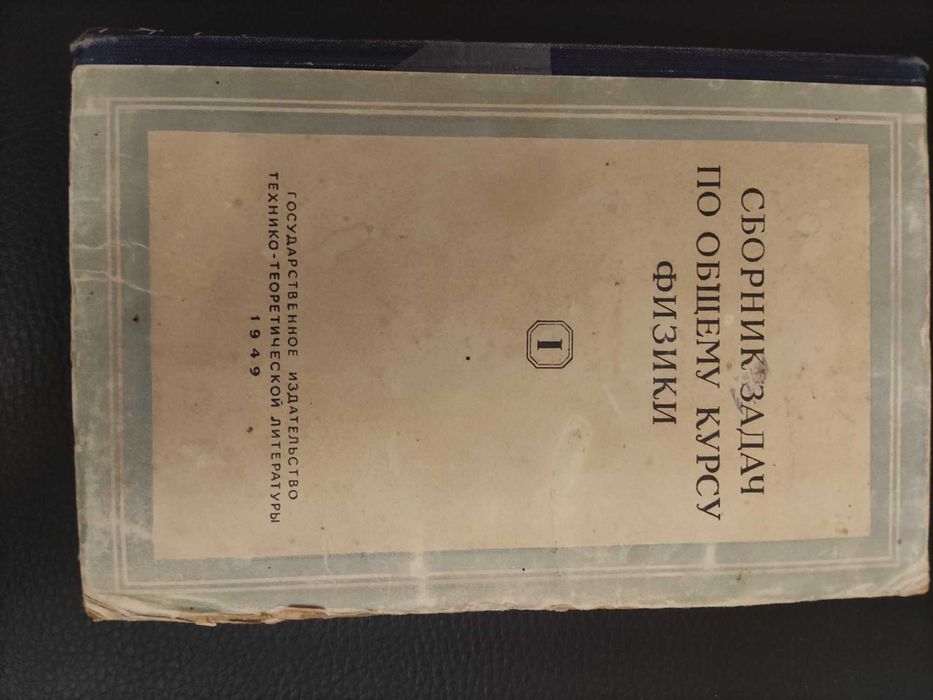 СБОРНИК ЗАДАЧ
ПО ОБЩЕМУ КУРСУ
ФИЗИКИ
I
ГОСУДАРСТВЕННОЕ ИЗДАТЕЛЬСТВО
ТЕХНИКО-ТЕОРЕТИЧЕСКОЙ ЛИТЕРАТУРЫ
1949